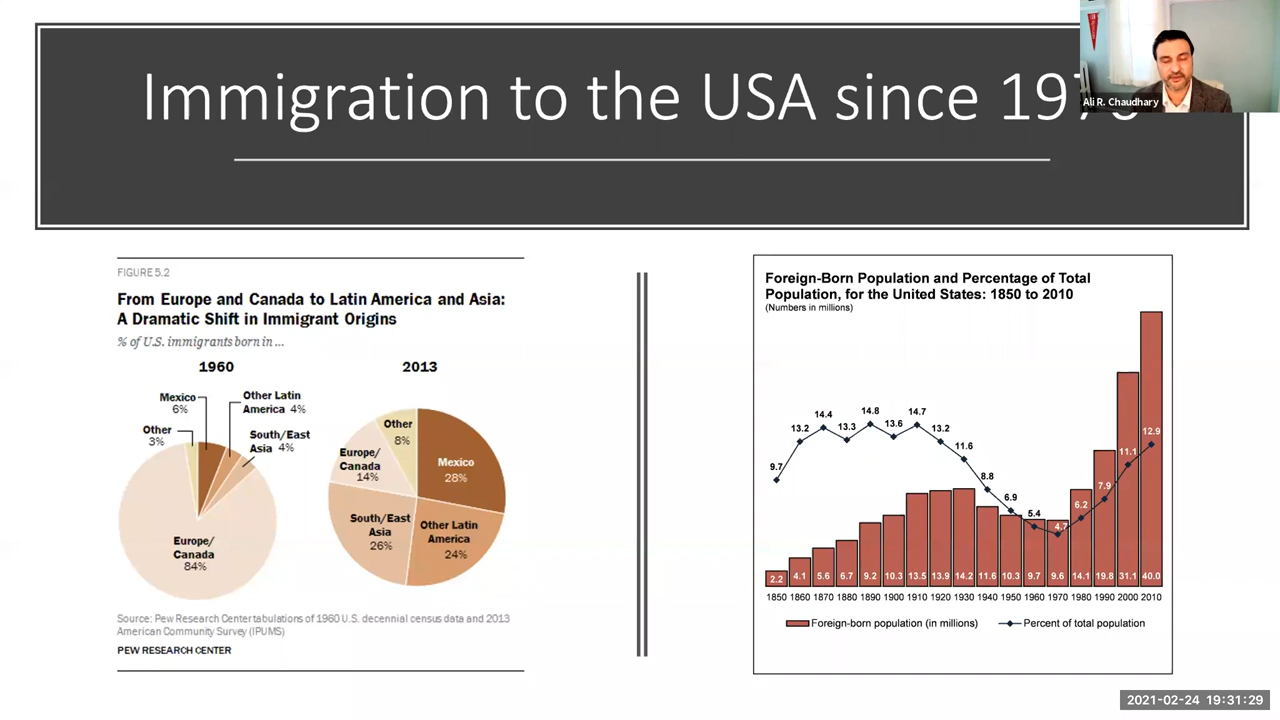 Immigration to the USA since
Ali R. Chaudhary
FIGURE 5.2
From Europe and Canada to Latin America and Asia:
A Dramatic Shift in Immigrant Origins
% of U.S. immigrants born in ...
1960
2013
Mexico
6%
Other Latin
America 4%
Other
3%
South/East
Asia 4%
Europe/
Canada
84%
Other
8%
Europe/
Canada
14%
Mexico
28%
South/East
Asia
26%
Other Latin
America
24%
Source: Pew Research Center tabulations of 1960 U.S. decennial census data and 2013
American Community Survey (IPUMS)
PEW RESEARCH CENTER
Foreign-Born Population and Percentage of Total
Population, for the United States: 1850 to 2010
(Numbers in millions)
9.7 13.2 14.4 13.3 14.8 13.6 14.7 13.2 11.6 8.8 6.9 5.4 4.7 6.2 7.9 11.1 12.9
2.2 4.1 5.6 6.7 9.2 10.3 13.5 13.9 14.2 11.6 10.3 9.7 9.6 14.1 19.8 31.1 40.0
1850 1860 1870 1880 1890 1900 1910 1920 1930 1940 1950 1960 1970 1980 1990 2000 2010
Foreign-born population (in millions) Percent of total population
2021-02-24 19:31:29